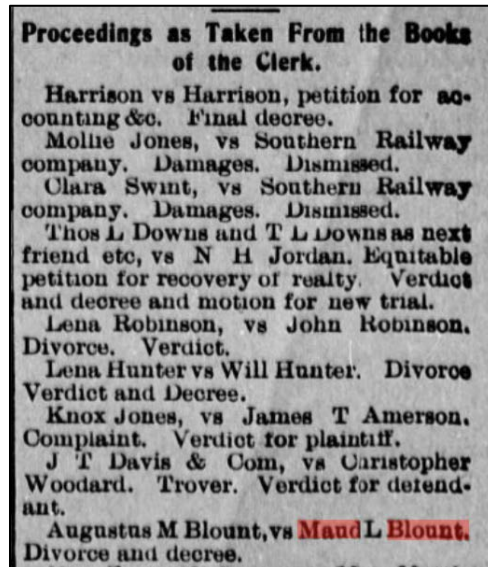 Proceedings as Taken From the Books
of the Clerk.
Harrison vs Harrison, petition for ac-
counting &c. Final decree.
Mollie Jones, vs Southern Railway
company. Damages. Dismissed.
Clara Swint, vs Southern Railway
company. Damages. Dismissed.
Thos L Downs and T L Downs as next
friend etc, vs N H Jordan. Equitable
petition for recovery of realty. Verdict
and decree and motion for new trial.
Lena Robinson, vs John Robinson.
Divorce. Verdict.
Lena Hunter vs Will Hunter. Divorce
Verdict and Decree.
Knox Jones, vs James T Amerson.
Complaint. Verdict for plaintiff.
J T Davis & Com, vs Christopher
Woodard. Trover. Verdict for defend-
ant.
Augustus M Blount, vs Maud L Blount.
Divorce and decree.